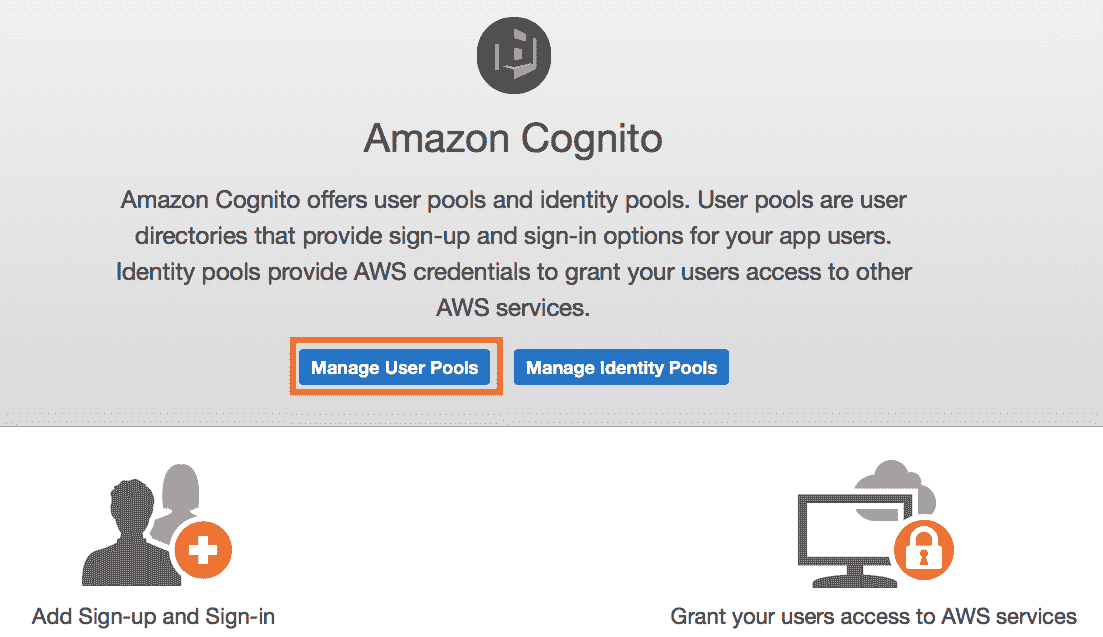 Amazon Cognito
Amazon Cognito offers user pools and identity pools. User pools are user
directories that provide sign-up and sign-in options for your app users.
Identity pools provide AWS credentials to grant your users access to other
AWS services.
Manage User Pools
Manage Identity Pools
Add Sign-up and Sign-in
Grant your users access to AWS services